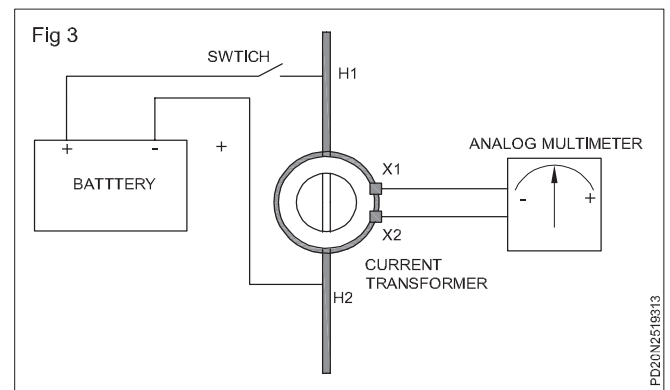 Fig 3
SWTICH
H1
+ -
+
BATTTERY
ANALOG MULTIMETER
X1
- +
X2
CURRENT
TRANSFORMER
H2
PD20N2519313